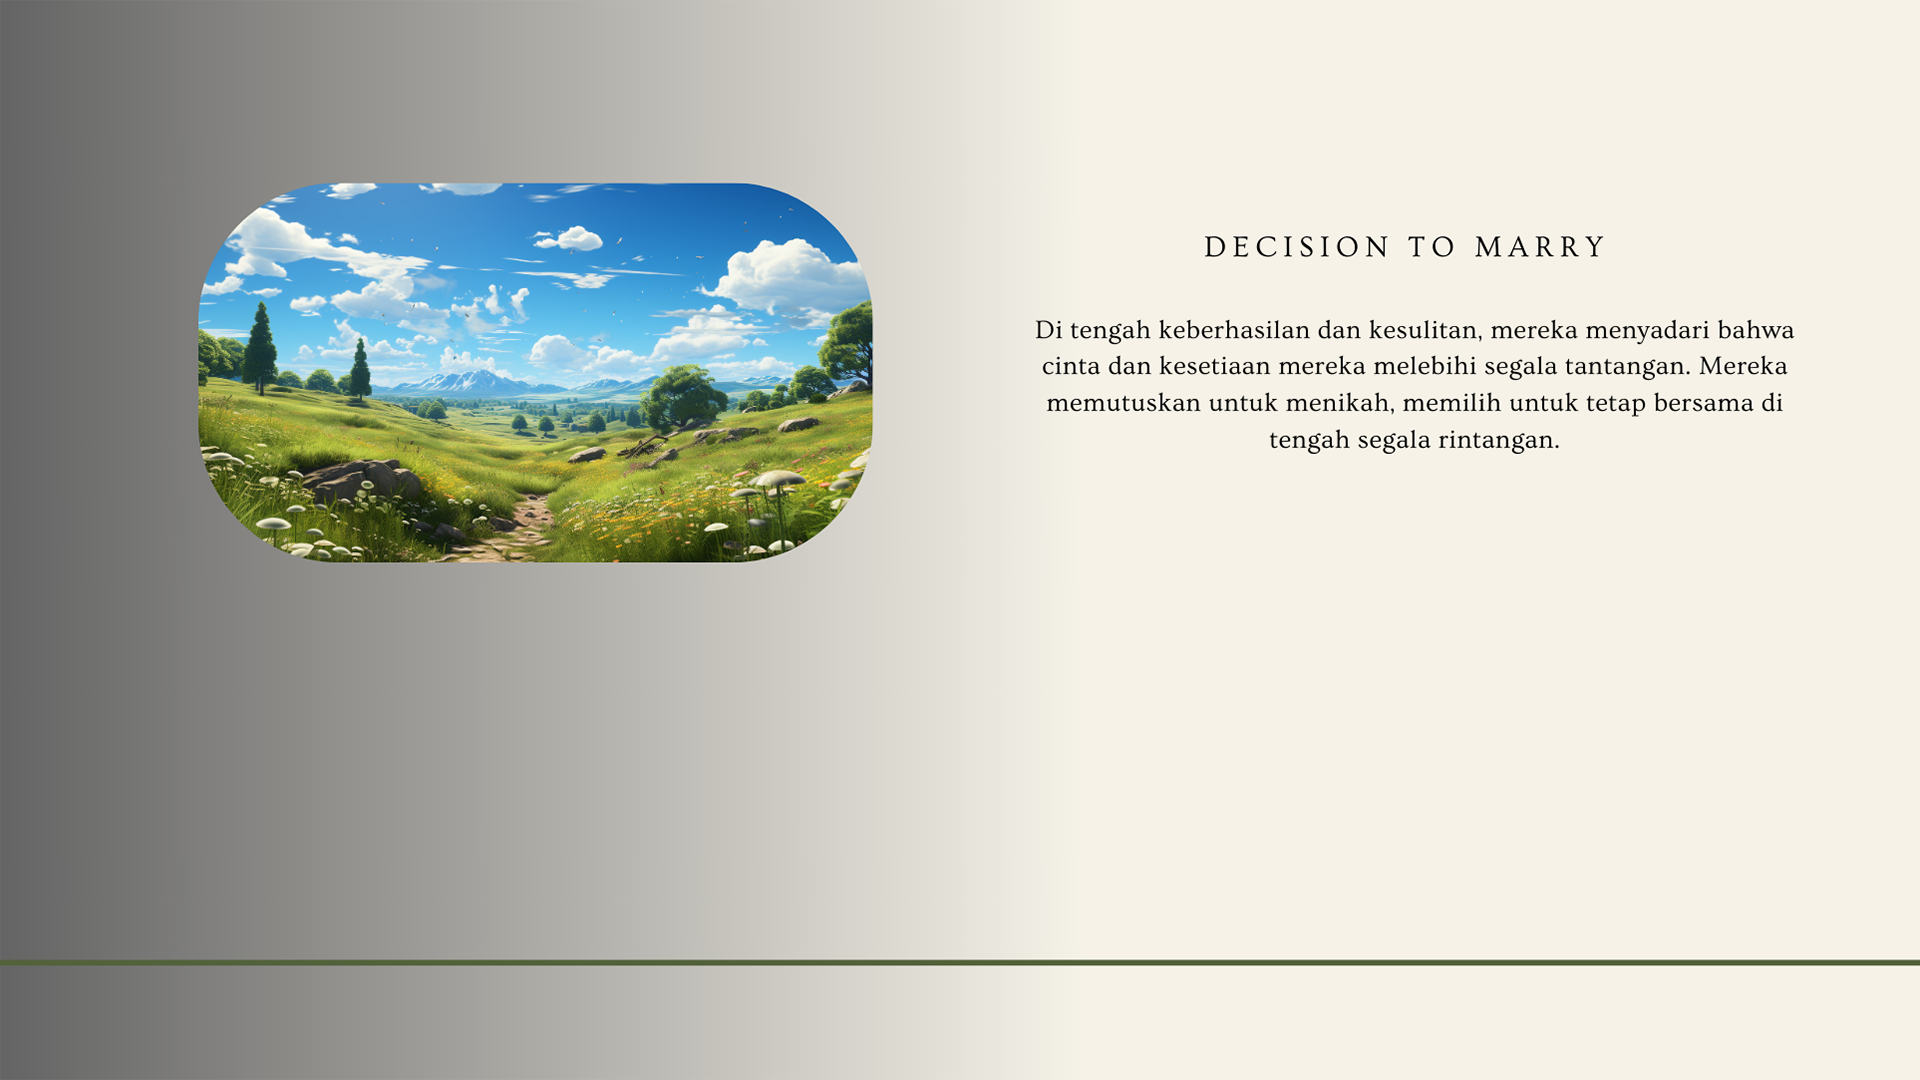 DECISION TO MARRY
Di tengah keberhasilan dan kesulitan, mereka menyadari bahwa
cinta dan kesetiaan mereka melebihi segala tantangan. Mereka
memutuskan untuk menikah, memilih untuk tetap bersama di
tengah segala rintangan.